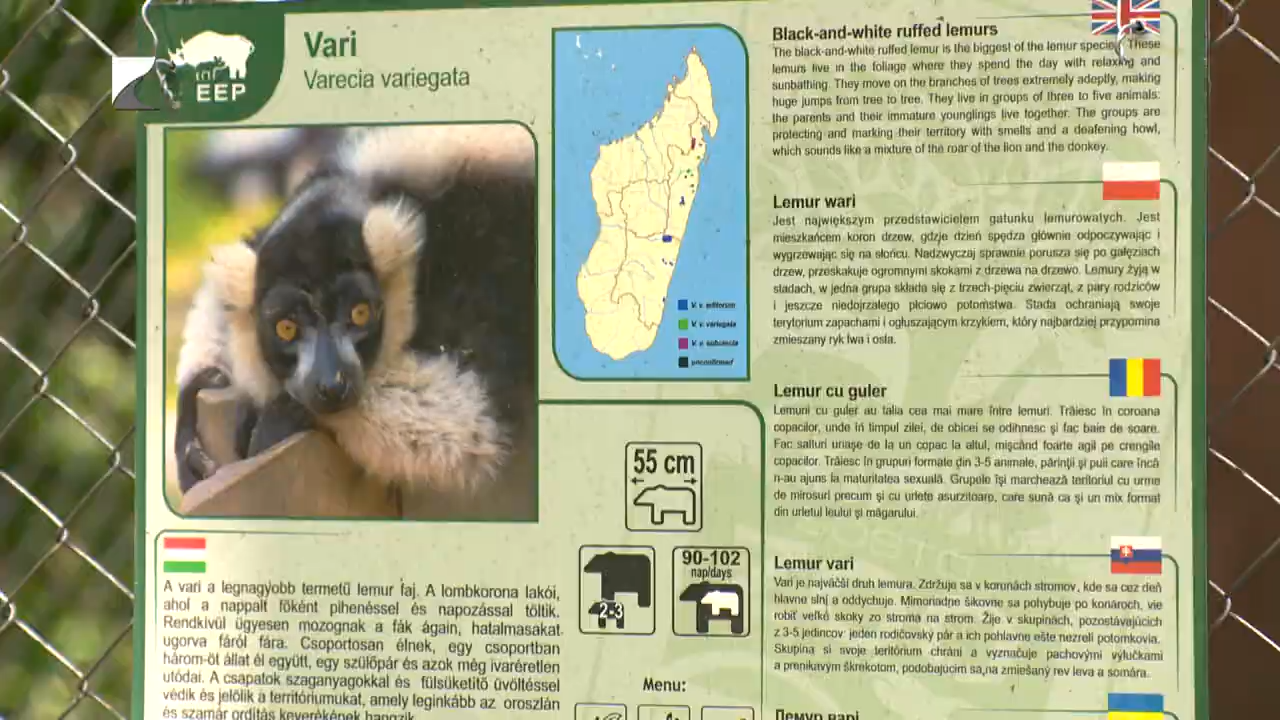 EEP
Vari
Varecia variegata
V. v. editorum
V. v. variegata
V. v. subcincta
unconfirmed
55 cm
2-3
90-102
nap/days
Menu:
A vari a legnagyobb termetű lemur faj. A lombkorona lakói,
ahol a nappalt főként pihenéssel és napozással töltik.
Rendkívül ügyesen mozognak a fák ágain, hatalmasakat
ugorva fáról fára. Csoportosan élnek, egy csoportban
három-öt állat él együtt, egy szülőpár és azok még ivaréretlen
utódai. A csapatok szaganyagokkal és fülsüketítő üvöltéssel
védik és jelölik a territóriumukat, amely leginkább az oroszlán
és szamár ordítás keverékének hangzik.
Black-and-white ruffed lemurs
The black-and-white ruffed lemur is the biggest of the lemur species. These
lemurs live in the foliage where they spend the day with relaxing and
sunbathing. They move on the branches of trees extremely adeptly, making
huge jumps from tree to tree. They live in groups of three to five animals:
the parents and their immature younglings live together. The groups are
protecting and marking their territory with smells and a deafening howl,
which sounds like a mixture of the roar of the lion and the donkey.
Lemur wari
Jest największym przedstawicielem gatunku lemurowatych. Jest
mieszkańcem koron drzew, gdzie dzień spędza głównie odpoczywając i
wygrzewając się na słońcu. Nadzwyczaj sprawnie porusza się po gałęziach
drzew, przeskakuje ogromnymi skokami z drzewa na drzewo. Lemury żyją w
stadach, w jedna grupa składa się z trzech-pięciu zwierząt, z pary rodziców
i jeszcze niedojrzałego płciowo potomstwa. Stada ochraniają swoje
terytorium zapachami i ogłuszającym krzykiem, który najbardziej przypomina
zmieszany ryk lwa i osła.
Lemur cu guler
Lemurii cu guler au talia cea mai mare între lemuri. Trăiesc în coroana
copacilor, unde în timpul zilei, de obicei se odihnesc şi fac baie de soare.
Fac salturi uriaşe de la un copac la altul, mişcând foarte agil pe crengile
copacilor. Trăiesc în grupuri formate din 3-5 animale, părinţii şi puii care încă
n-au ajuns la maturitatea sexuală. Grupele îşi marchează teritoriul cu urme
de mirosuri precum şi cu urlete asurzitoare, care sună ca şi un mix format
din urletul leului şi măgarului.
Lemur vari
Vari je najväčší druh lemura. Zdržuje sa v korunách stromov, kde sa cez deň
hlavne slní a oddychuje. Mimoriadne šikovne sa pohybuje po konároch, vie
robiť veľké skoky zo stroma na strom. Žije v skupinách, pozostávajúcich
z 3-5 jedincov: jeden rodičovský pár a ich pohlavne ešte nezrelí potomkovia.
Skupina si svoje teritórium chráni a vyznačuje pachovými výlučkami
a prenikavým škrekotom, podobajúcim sa na zmiešaný rev leva a somára.
Лемур варі